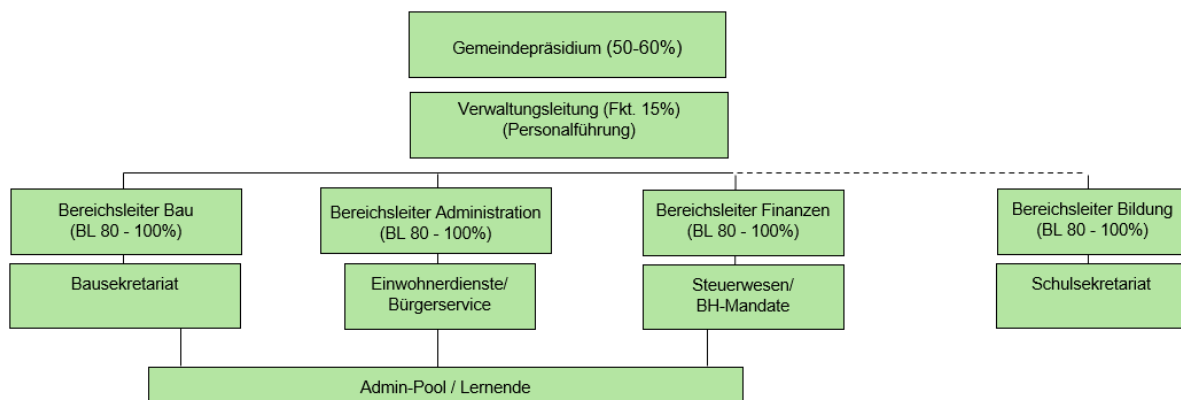 Gemeindepräsidium (50-60%)
Verwaltungsleitung (Fkt. 15%)
(Personalführung)
Bereichsleiter Bau
(BL 80 - 100%)
Bereichsleiter Administration
(BL 80 - 100%)
Bereichsleiter Finanzen
(BL 80 - 100%)
Bereichsleiter Bildung
(BL 80 - 100%)
Bausekretariat
Einwohnerdienste/
Bürgerservice
Steuerwesen/
BH-Mandate
Schulsekretariat
Admin-Pool / Lernende